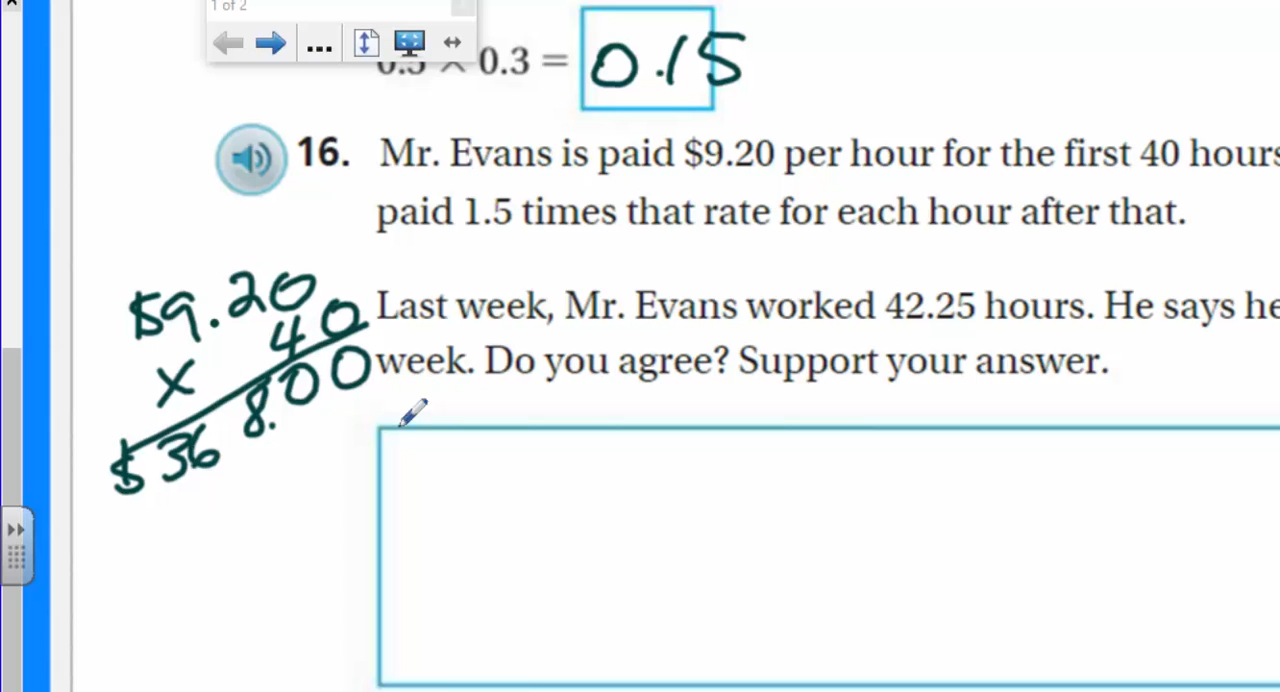 1 of 2
0.5 × 0.3 = 0.15
16. Mr. Evans is paid $9.20 per hour for the first 40 hours
paid 1.5 times that rate for each hour after that.
Last week, Mr. Evans worked 42.25 hours. He says he
week. Do you agree? Support your answer.
$9.20
x 40
$368.00